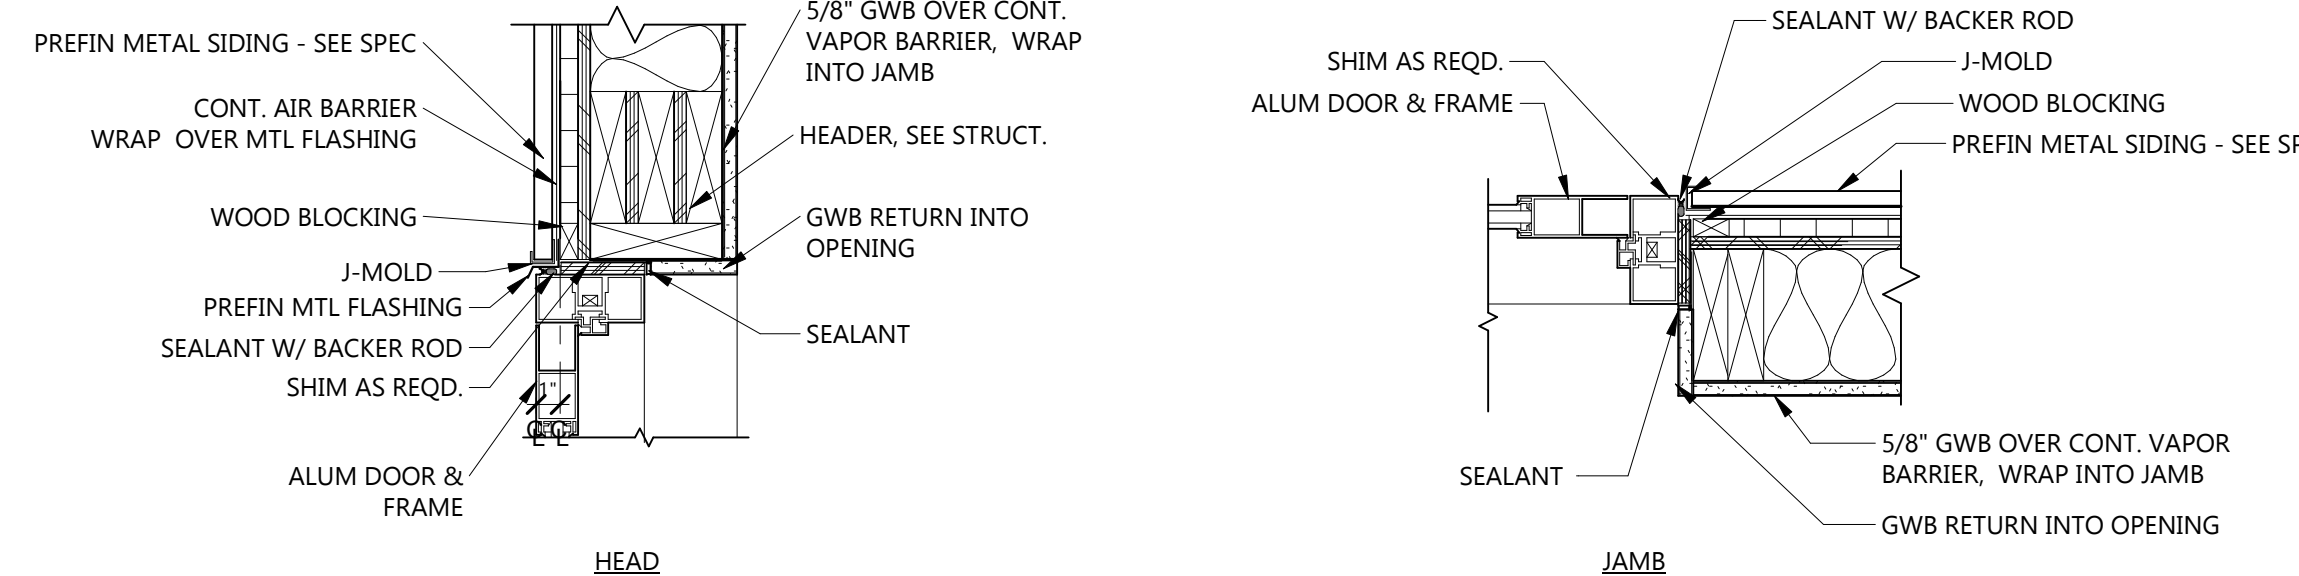 PREFIN METAL SIDING - SEE SPEC
CONT. AIR BARRIER
WRAP OVER MTL FLASHING
WOOD BLOCKING
J-MOLD
PREFIN MTL FLASHING
SEALANT W/ BACKER ROD
SHIM AS REQD.
ALUM DOOR &
FRAME
1"
5/8" GWB OVER CONT.
VAPOR BARRIER, WRAP
INTO JAMB
HEADER, SEE STRUCT.
GWB RETURN INTO
OPENING
SEALANT
HEAD
SHIM AS REQD.
ALUM DOOR & FRAME
SEALANT W/ BACKER ROD
J-MOLD
WOOD BLOCKING
PREFIN METAL SIDING - SEE
SEALANT
5/8" GWB OVER CONT. VAPOR
BARRIER, WRAP INTO JAMB
GWB RETURN INTO OPENING
JAMB